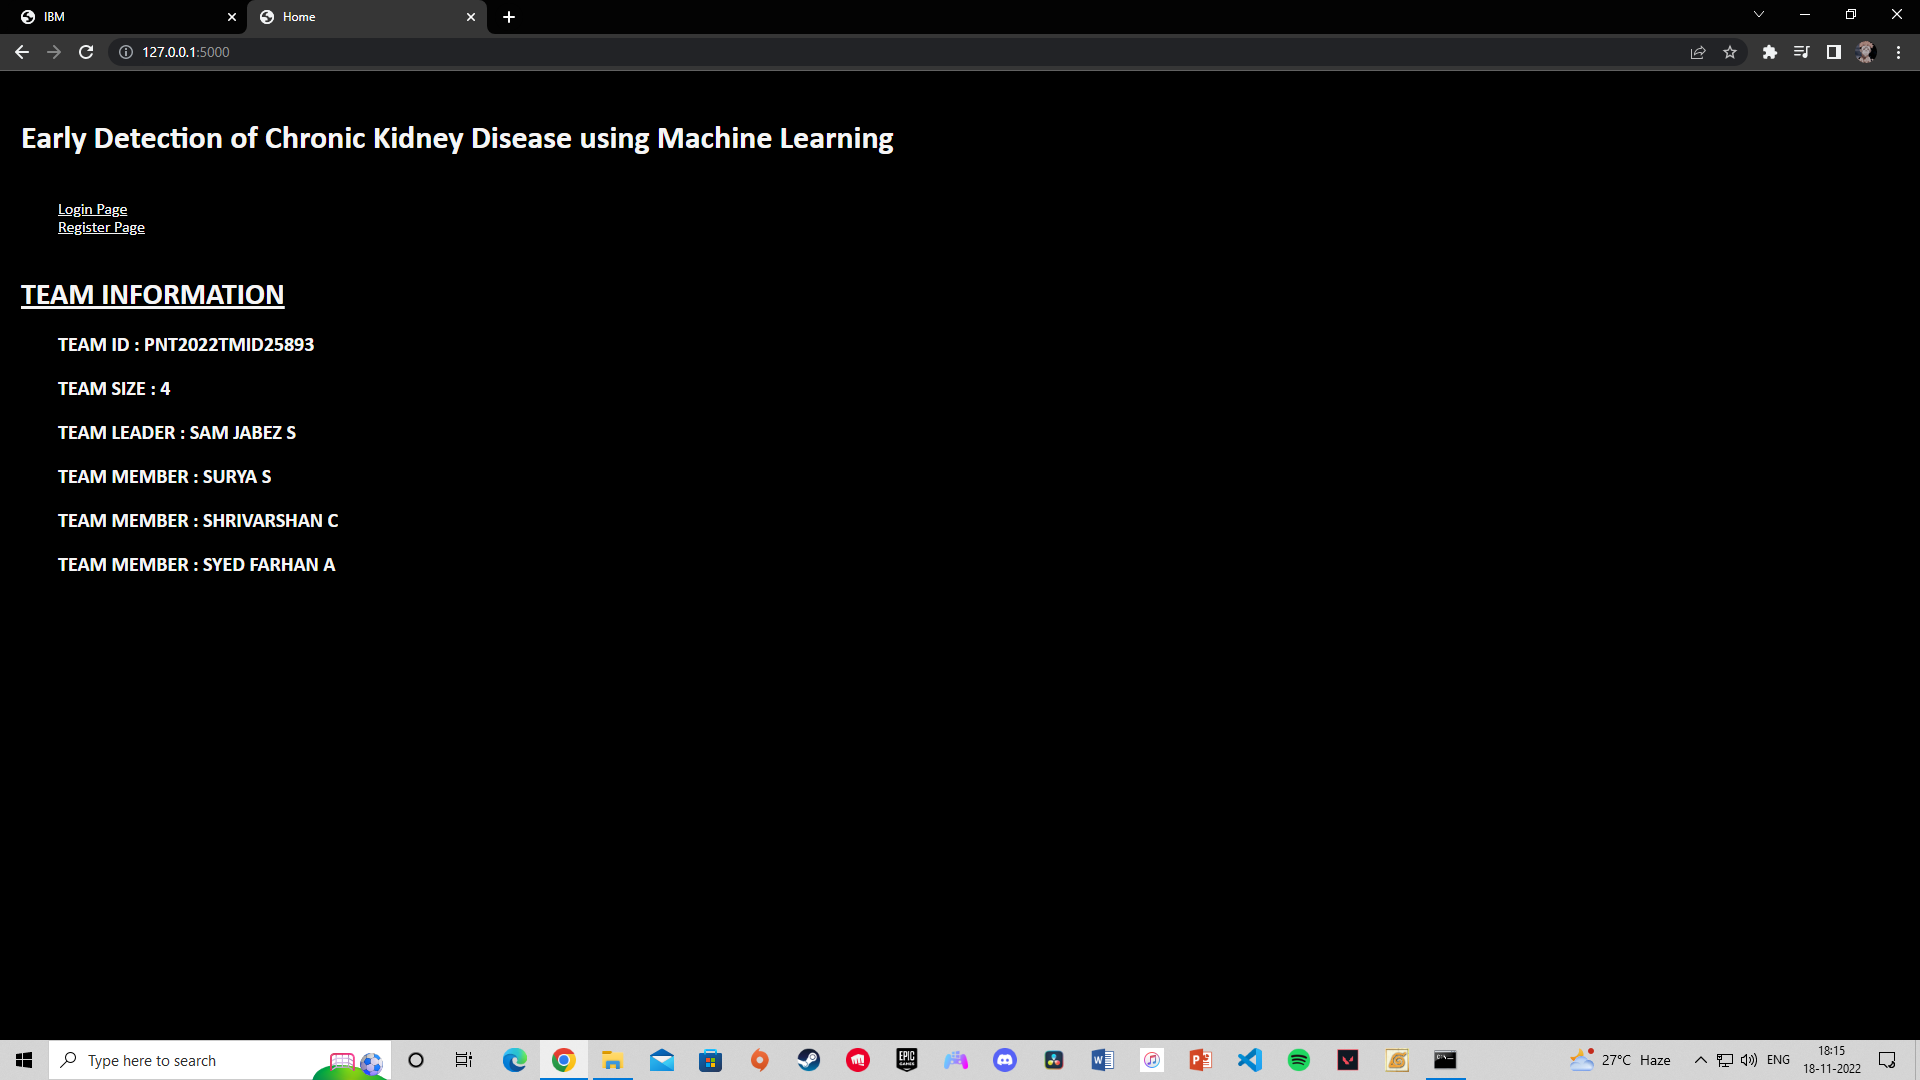 IBM
Home
127.0.0.1:5000
Early Detection of Chronic Kidney Disease using Machine Learning
Login Page
Register Page
TEAM INFORMATION
TEAM ID : PNT2022TMID25893
TEAM SIZE : 4
TEAM LEADER : SAM JABEZ S
TEAM MEMBER : SURYA S
TEAM MEMBER : SHRIVARSHAN C
TEAM MEMBER : SYED FARHAN A
Type here to search
EPIC
GAMES
27°C Haze
ENG
18:15
18-11-2022